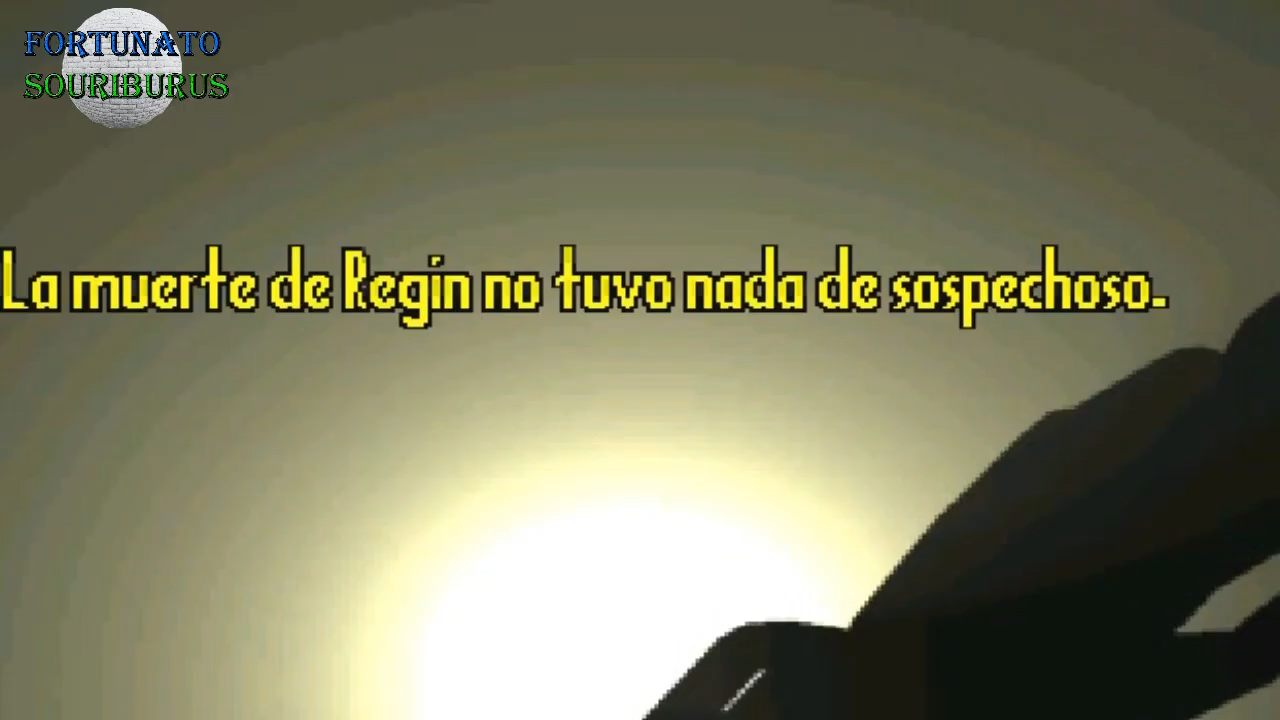 FORTUNATO
SOURIBURUS
La muerte de Regin no tuvo nada de sospechoso.